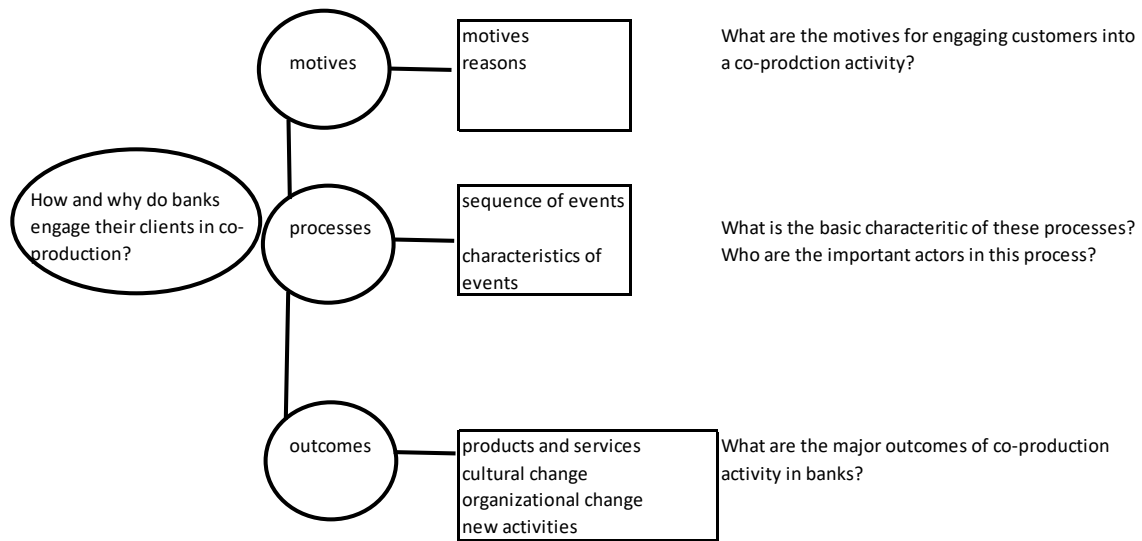 How and why do banks
engage their clients in co-
production?
motives
motives
reasons
What are the motives for engaging customers into
a co-prodction activity?
processes
sequence of events
characteristics of
events
What is the basic characteritic of these processes?
Who are the important actors in this process?
outcomes
products and services
cultural change
organizational change
new activities
What are the major outcomes of co-production
activity in banks?